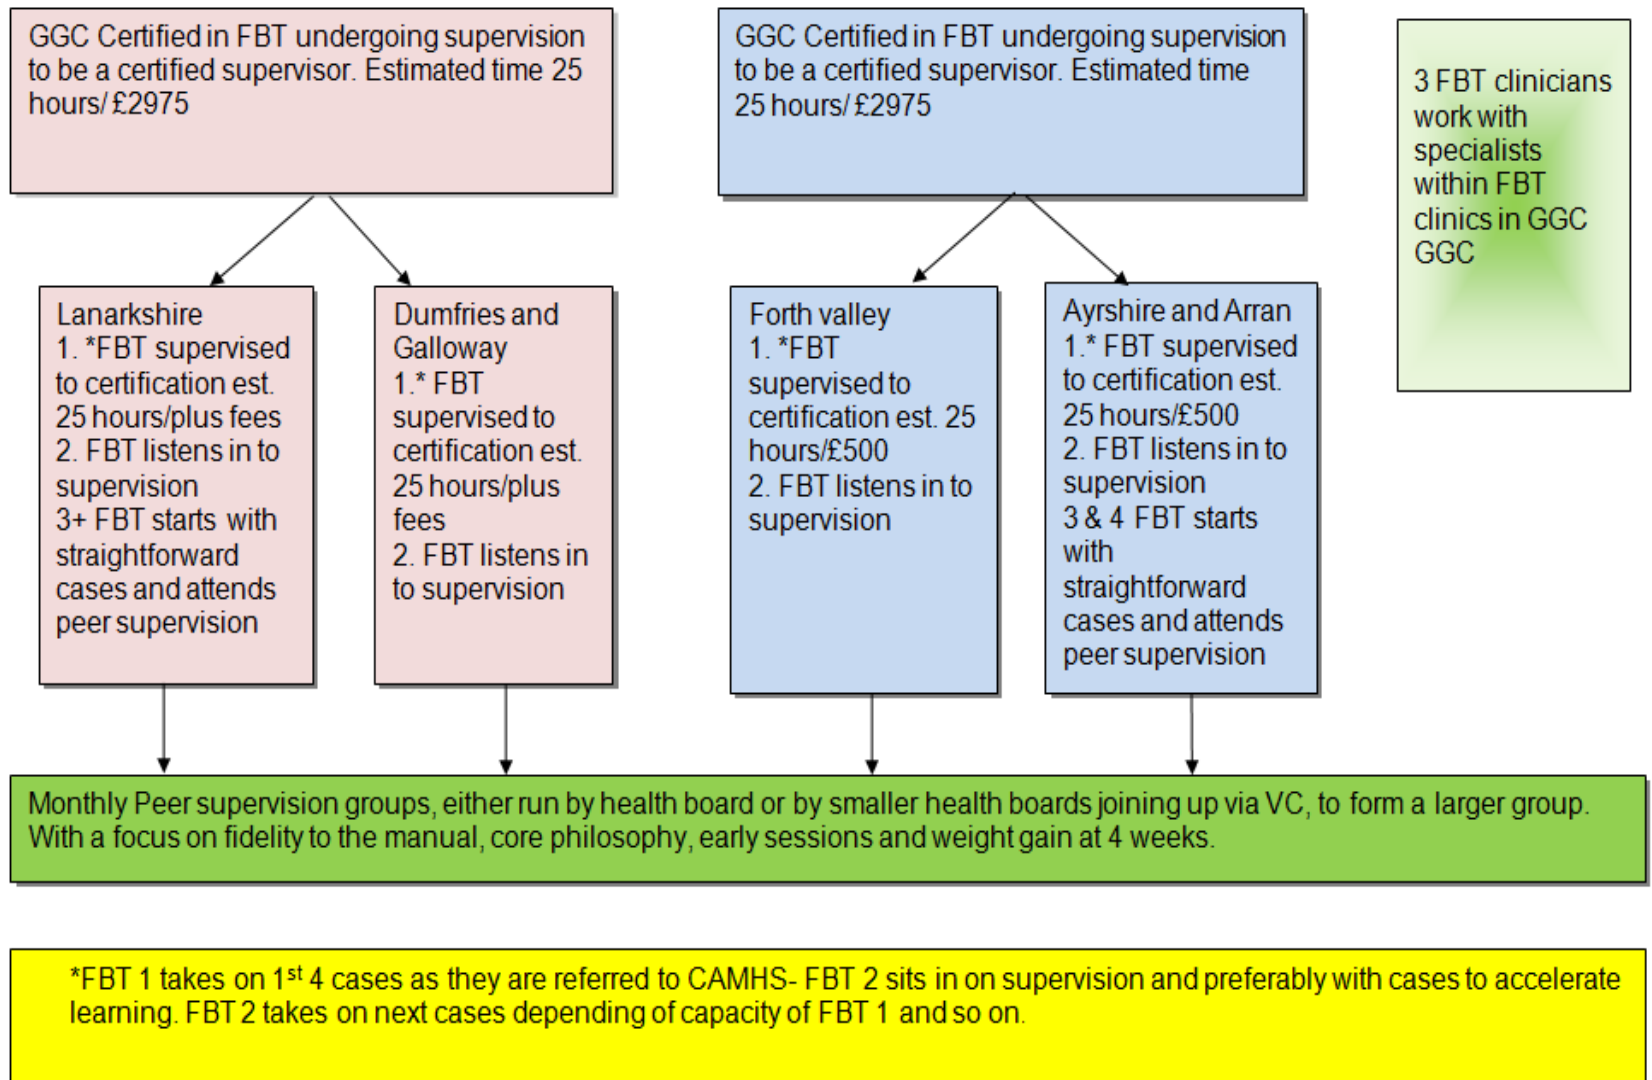 GGC Certified in FBT undergoing supervision
to be a certified supervisor. Estimated time 25
hours/ £2975
GGC Certified in FBT undergoing supervision
to be a certified supervisor. Estimated time
25 hours/ £2975
3 FBT clinicians
work with
specialists
within FBT
clinics in GGC
GGC
Lanarkshire
1. *FBT supervised
to certification est.
25 hours/plus fees
2. FBT listens in to
supervision
3+ FBT starts with
straightforward
cases and attends
peer supervision
Dumfries and
Galloway
1.* FBT
supervised to
certification est.
25 hours/plus
fees
2. FBT listens in
to supervision
Forth valley
1. *FBT
supervised to
certification est. 25
hours/£500
2. FBT listens in to
supervision
Ayrshire and Arran
1.* FBT supervised
to certification est.
25 hours/£500
2. FBT listens in to
supervision
3 & 4 FBT starts
with
straightforward
cases and attends
peer supervision
Monthly Peer supervision groups, either run by health board or by smaller health boards joining up via VC, to form a larger group.
With a focus on fidelity to the manual, core philosophy, early sessions and weight gain at 4 weeks.
*FBT 1 takes on 1st 4 cases as they are referred to CAMHS- FBT 2 sits in on supervision and preferably with cases to accelerate
learning. FBT 2 takes on next cases depending of capacity of FBT 1 and so on.